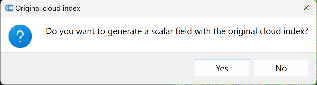 Original cloud index
Do you want to generate a scalar field with the original cloud index?
Yes
No